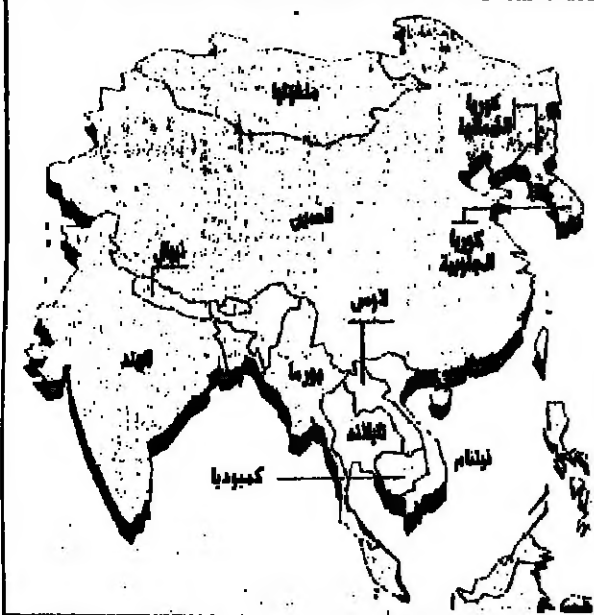 منغوليا
كوريا
الشمالية
الصين
كوريا
الجنوبية
نيبال
لاوس
الهند
بورما
تايلاند
فيتنام
كمبوديا